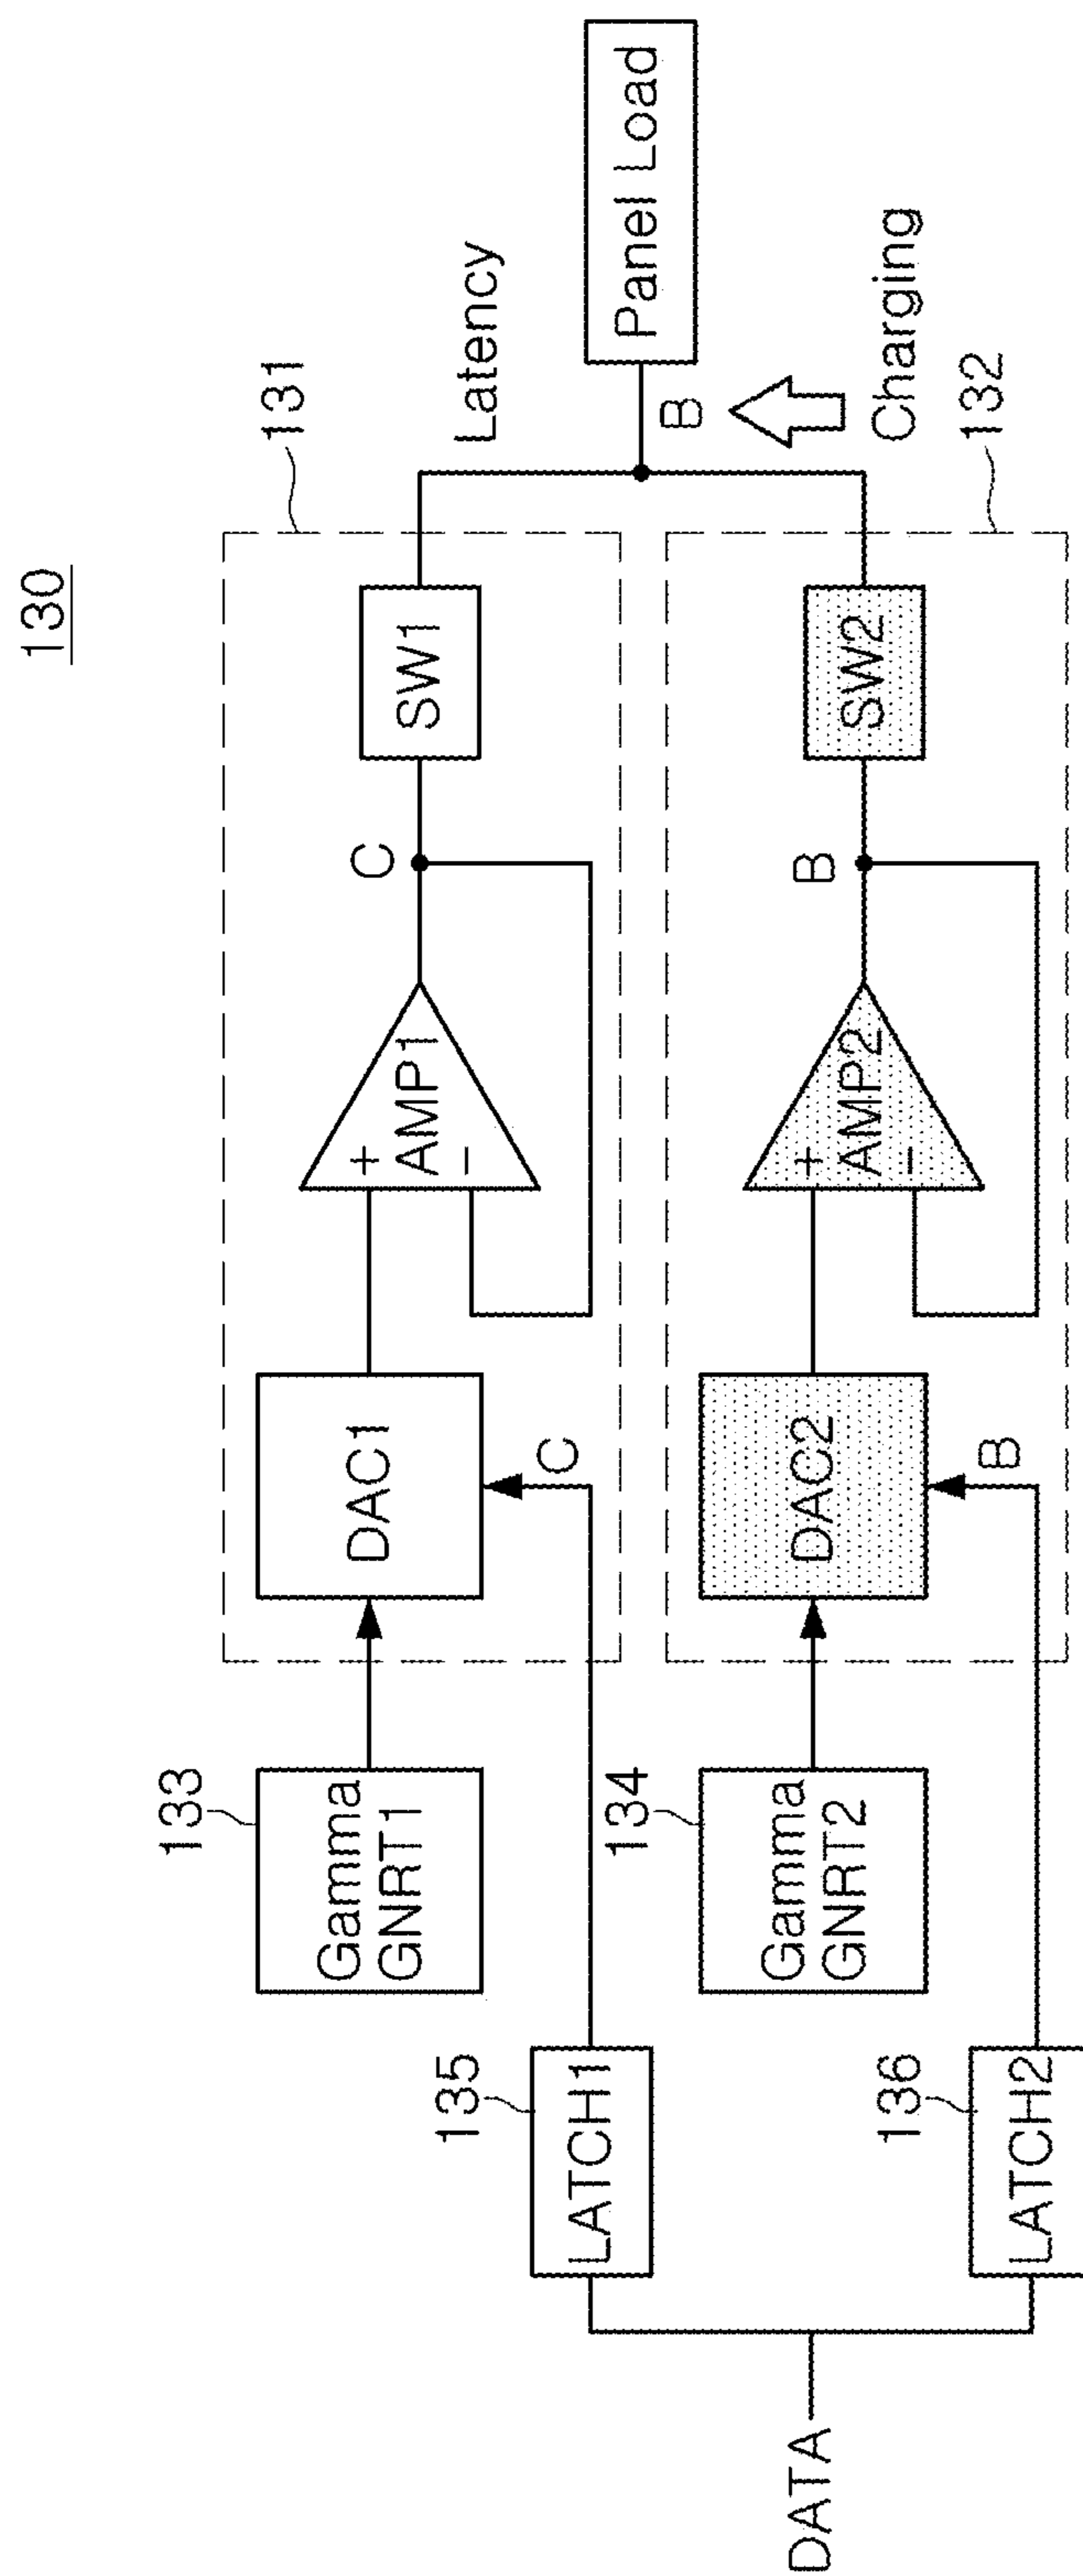 130
131
Latency
133
Gamma
GNRT1
DAC1
+
AMP1
−
C
SW1
C
Panel Load
B
135
LATCH1
Charging
DATA
134
Gamma
GNRT2
DAC2
+
AMP2
−
B
SW2
B
132
136
LATCH2